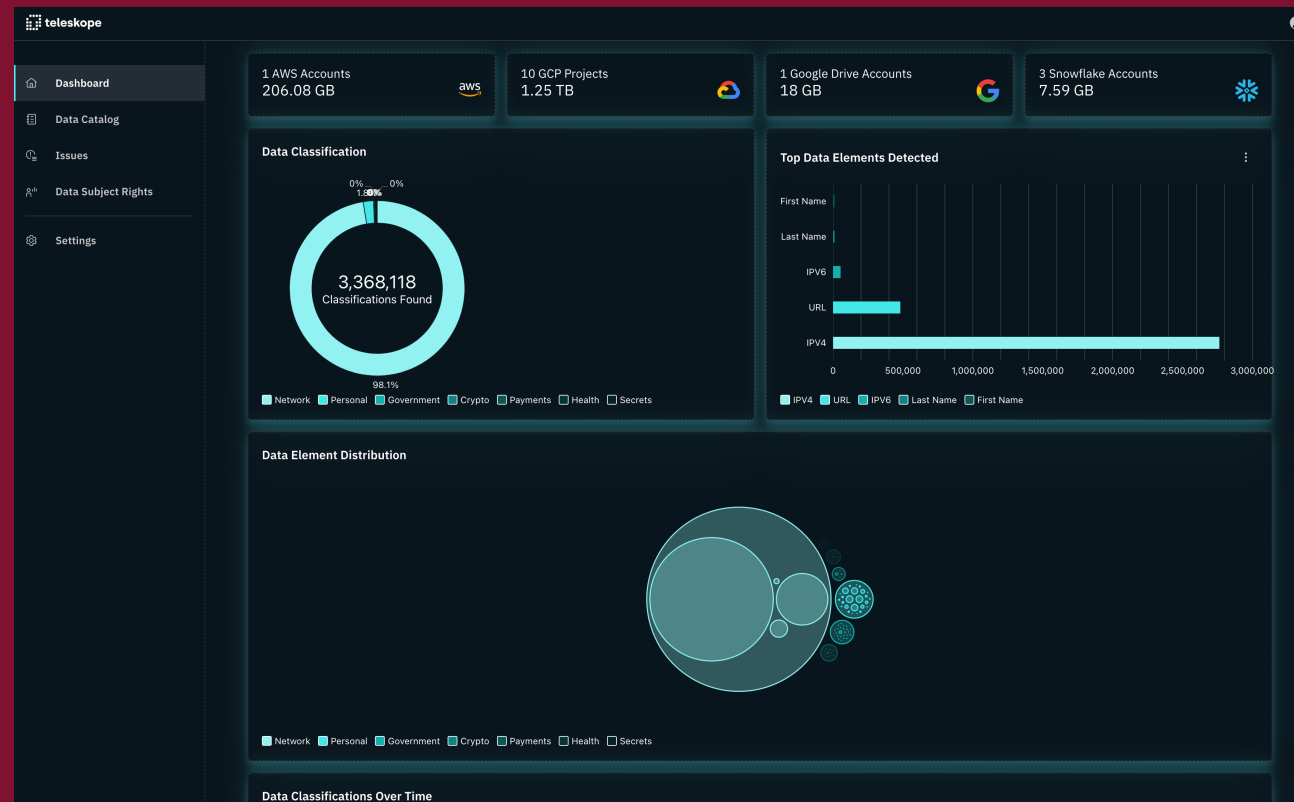 teleskope
Dashboard
Data Catalog
Issues
Data Subject Rights
Settings
1 AWS Accounts
206.08 GB
aws
10 GCP Projects
1.25 TB
1 Google Drive Accounts
18 GB
3 Snowflake Accounts
7.59 GB
Data Classification
0%
0%
3,368,118
Classifications Found
98.1%
Network Personal Government Crypto Payments Health Secrets
Top Data Elements Detected
First Name
Last Name
IPV6
URL
IPV4
0 500,000 1,000,000 1,500,000 2,000,000 2,500,000 3,000,000
IPV4 URL IPV6 Last Name First Name
Data Element Distribution
Network Personal Government Crypto Payments Health Secrets
Data Classifications Over Time